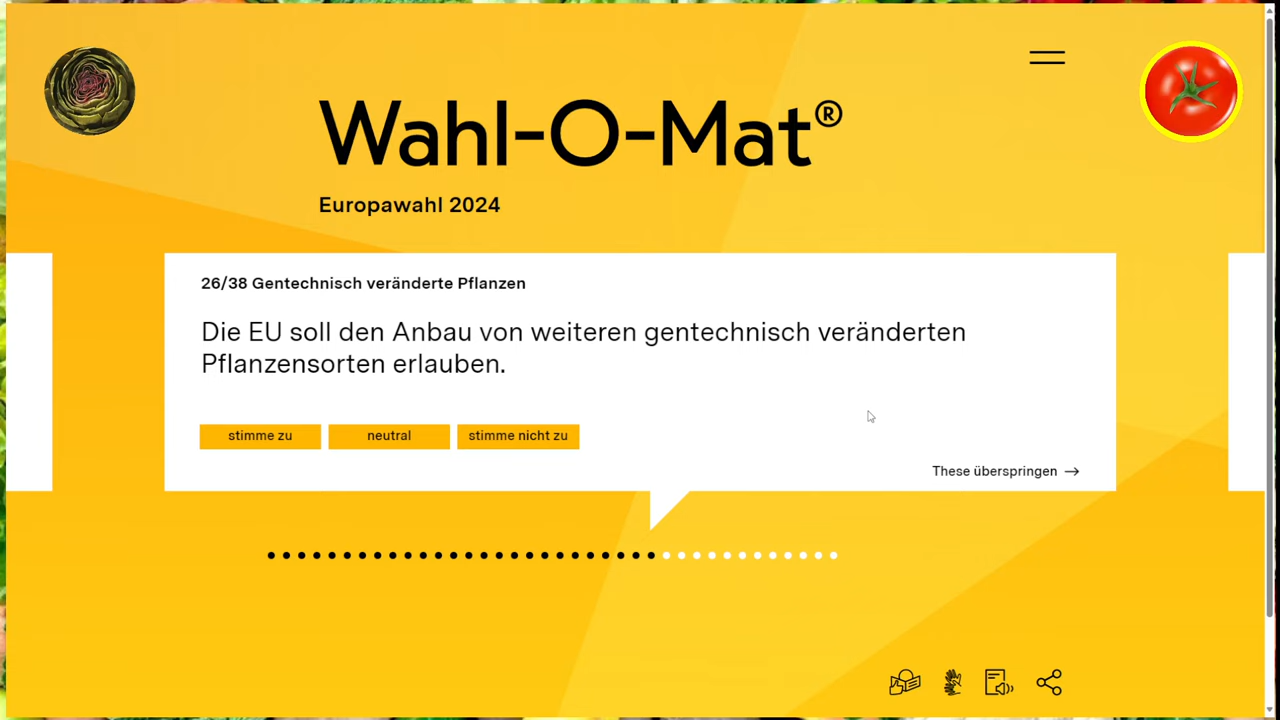 Wahl-O-Mat®
Europawahl 2024
26/38 Gentechnisch veränderte Pflanzen
Die EU soll den Anbau von weiteren gentechnisch veränderten
Pflanzensorten erlauben.
stimme zu
neutral
stimme nicht zu
These überspringen →